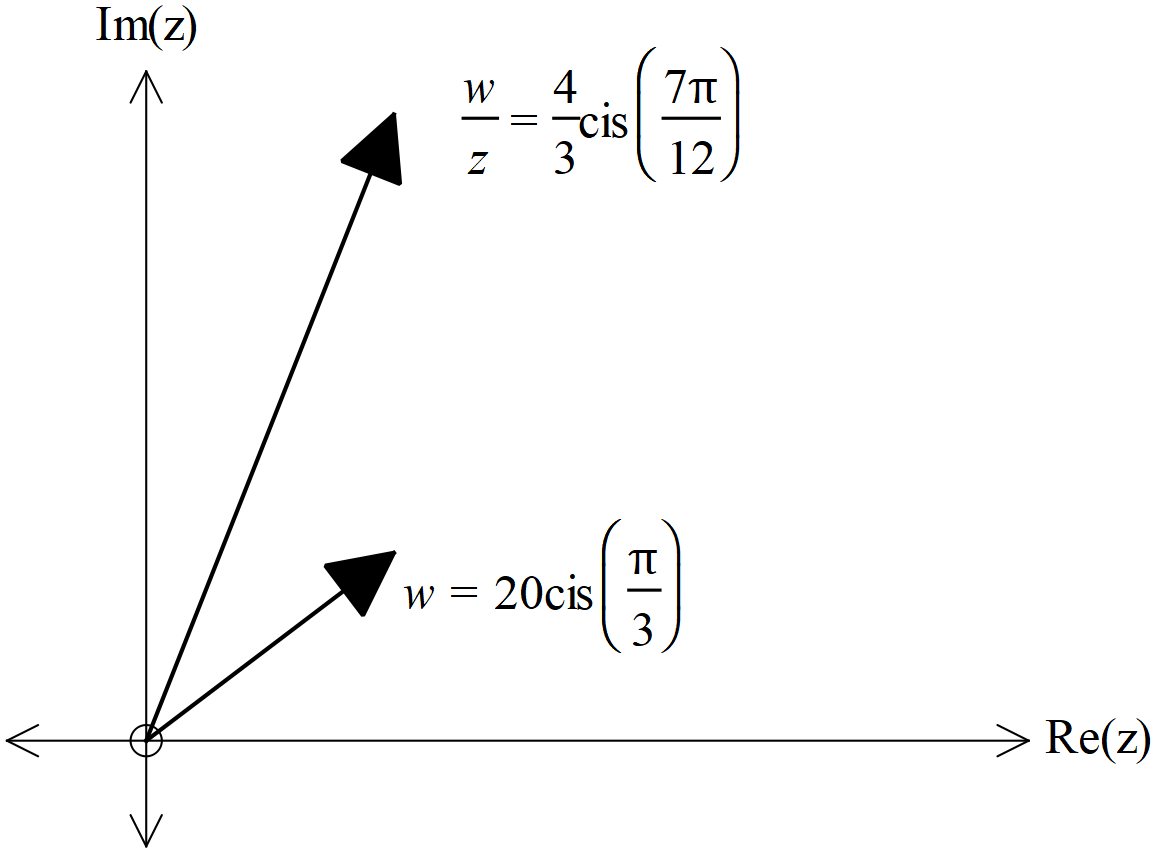 Im(z)
w/z = 4/3 cis(7π/12)
w = 20cis(π/3)
Re(z)